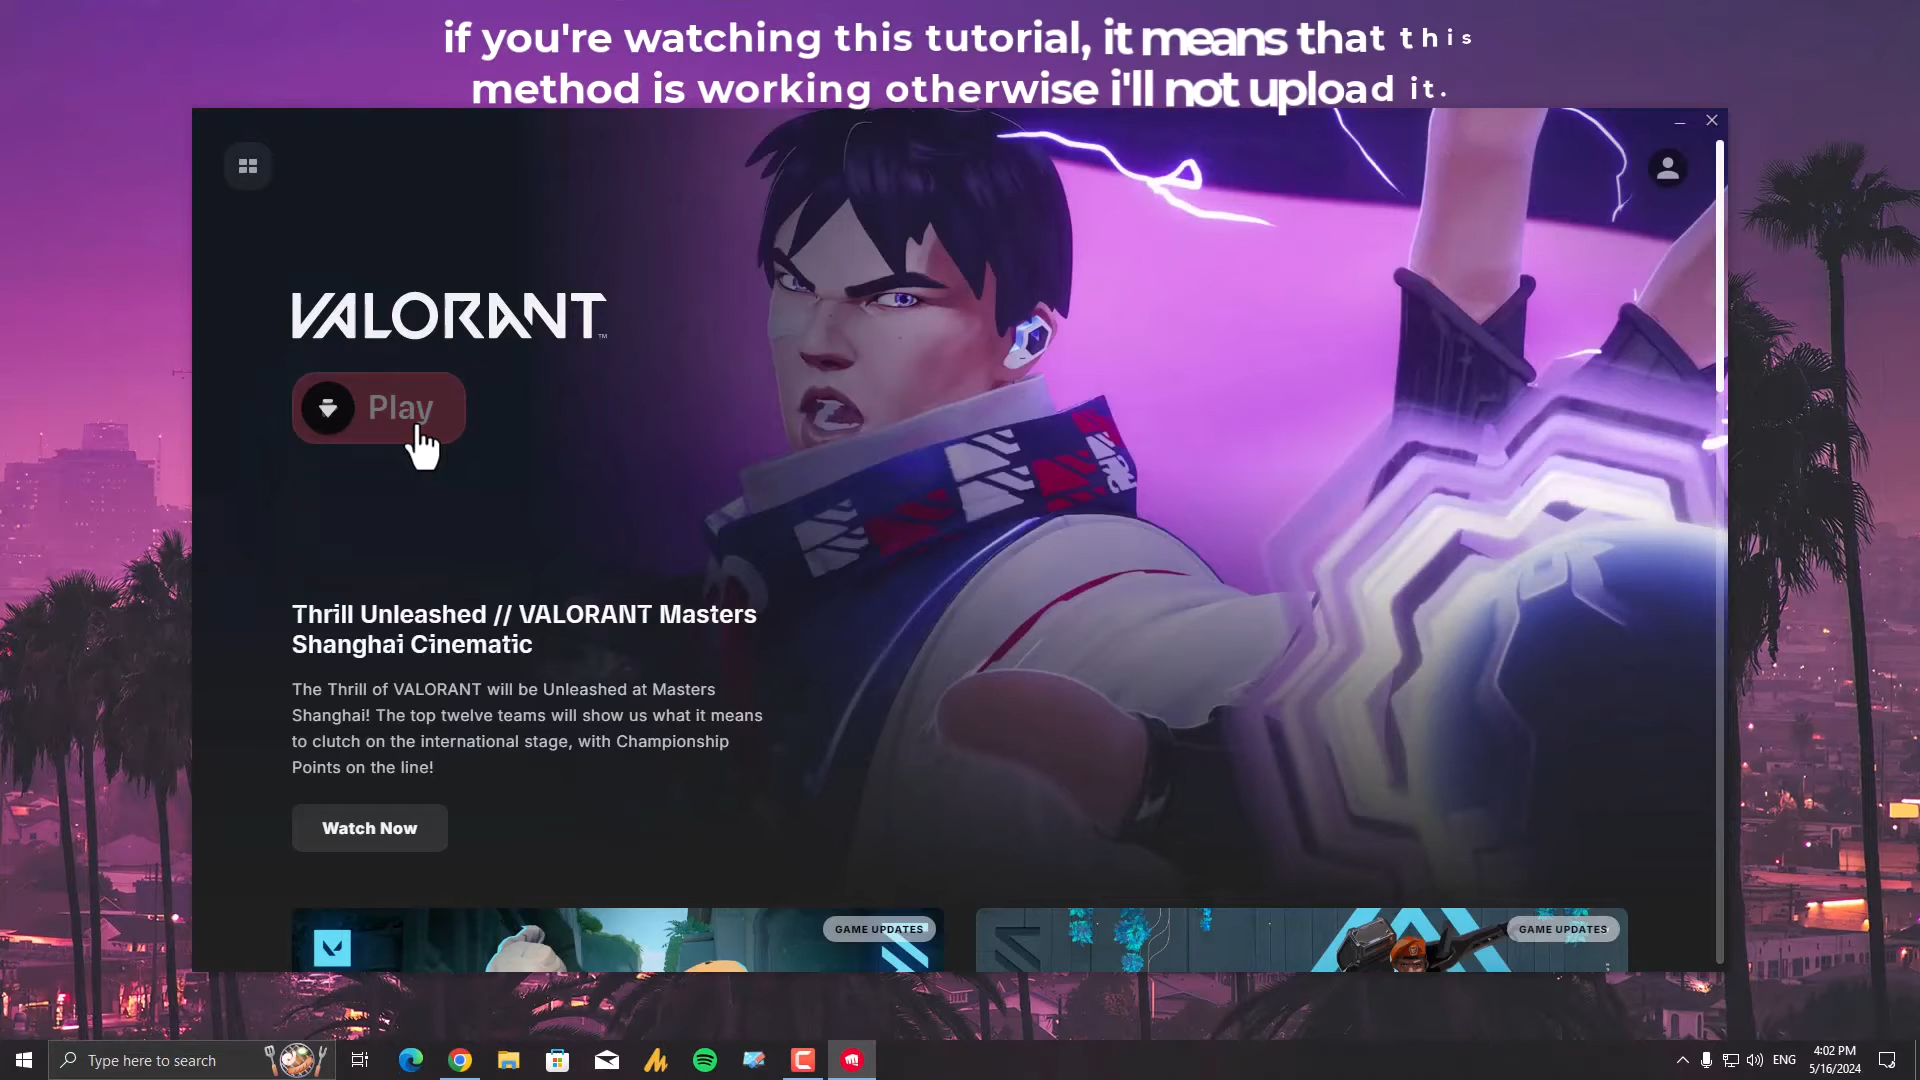 if you're watching this tutorial, it means that this
method is working otherwise i'll not upload it.
VALORANT™
Play
Thrill Unleashed // VALORANT Masters
Shanghai Cinematic
The Thrill of VALORANT will be Unleashed at Masters
Shanghai! The top twelve teams will show us what it means
to clutch on the international stage, with Championship
Points on the line!
Watch Now
GAME UPDATES
GAME UPDATES
Type here to search
ENG
4:02 PM
5/16/2024